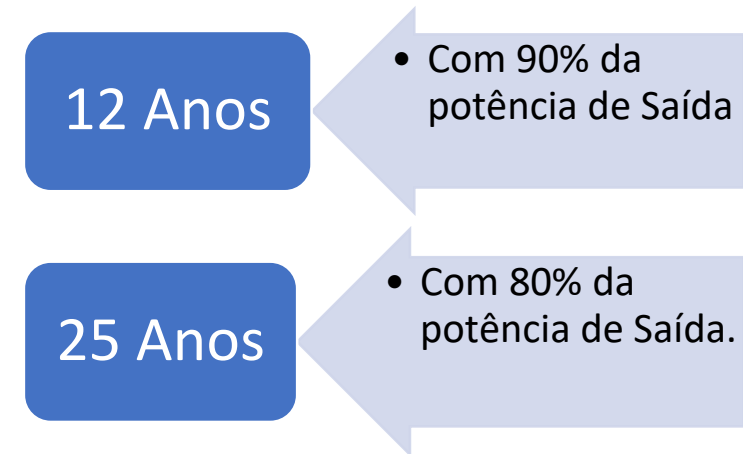 12 Anos
• Com 90% da
potência de Saída
25 Anos
• Com 80% da
potência de Saída.